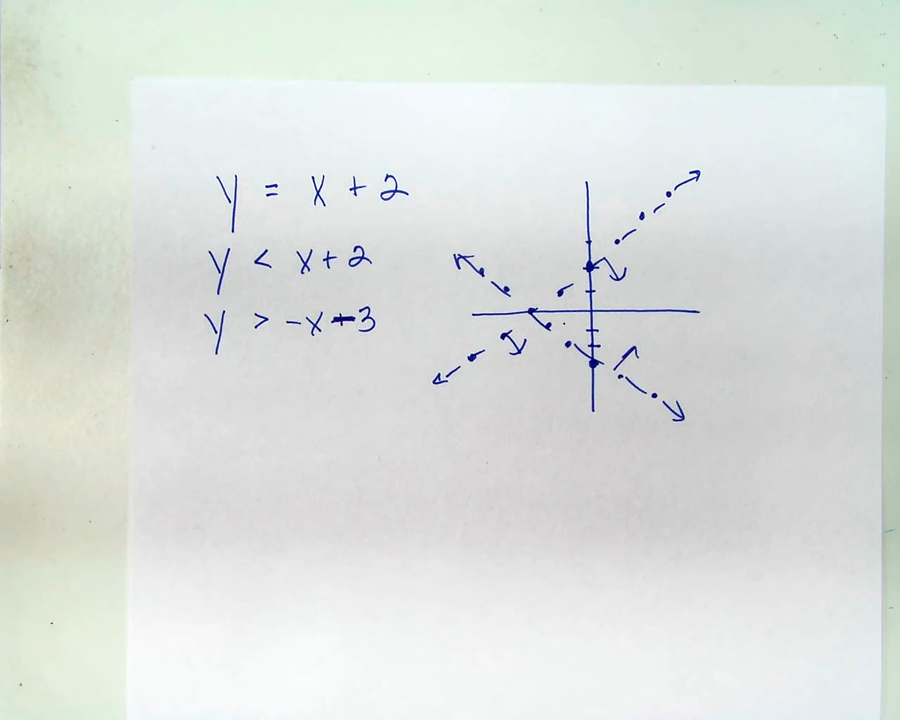 y = x + 2
y < x + 2
y > -x - 3